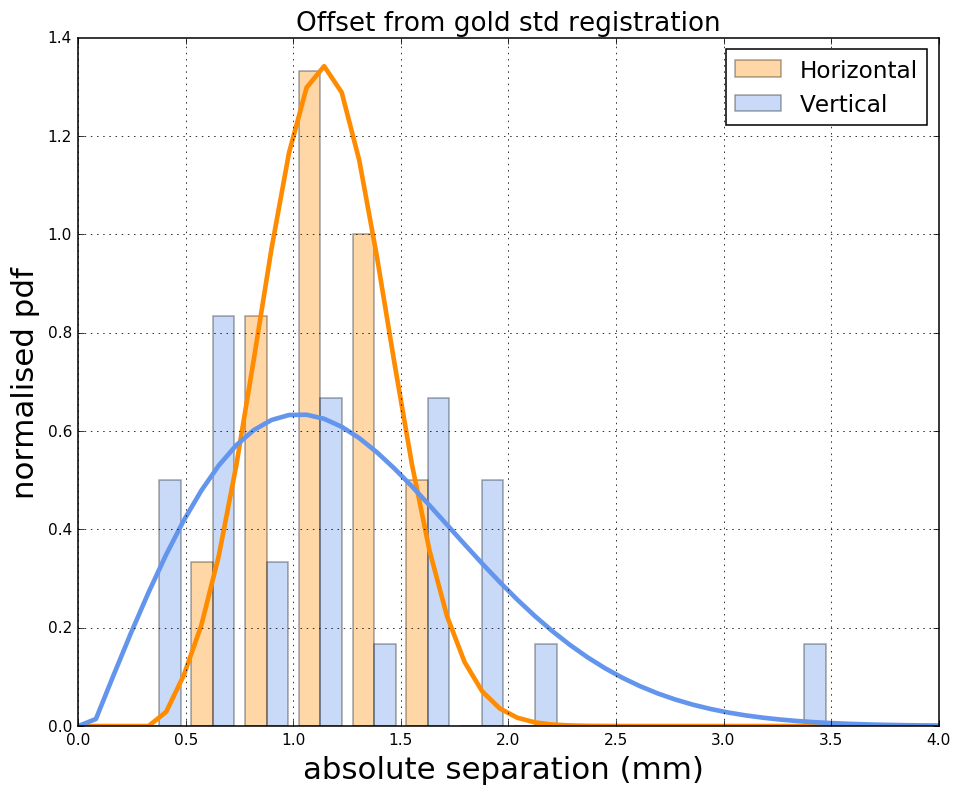 Offset from gold std registration
Horizontal
Vertical
normalised pdf
1.4
1.2
1.0
0.8
0.6
0.4
0.2
0.0
0.0 0.5 1.0 1.5 2.0 2.5 3.0 3.5 4.0
absolute separation (mm)